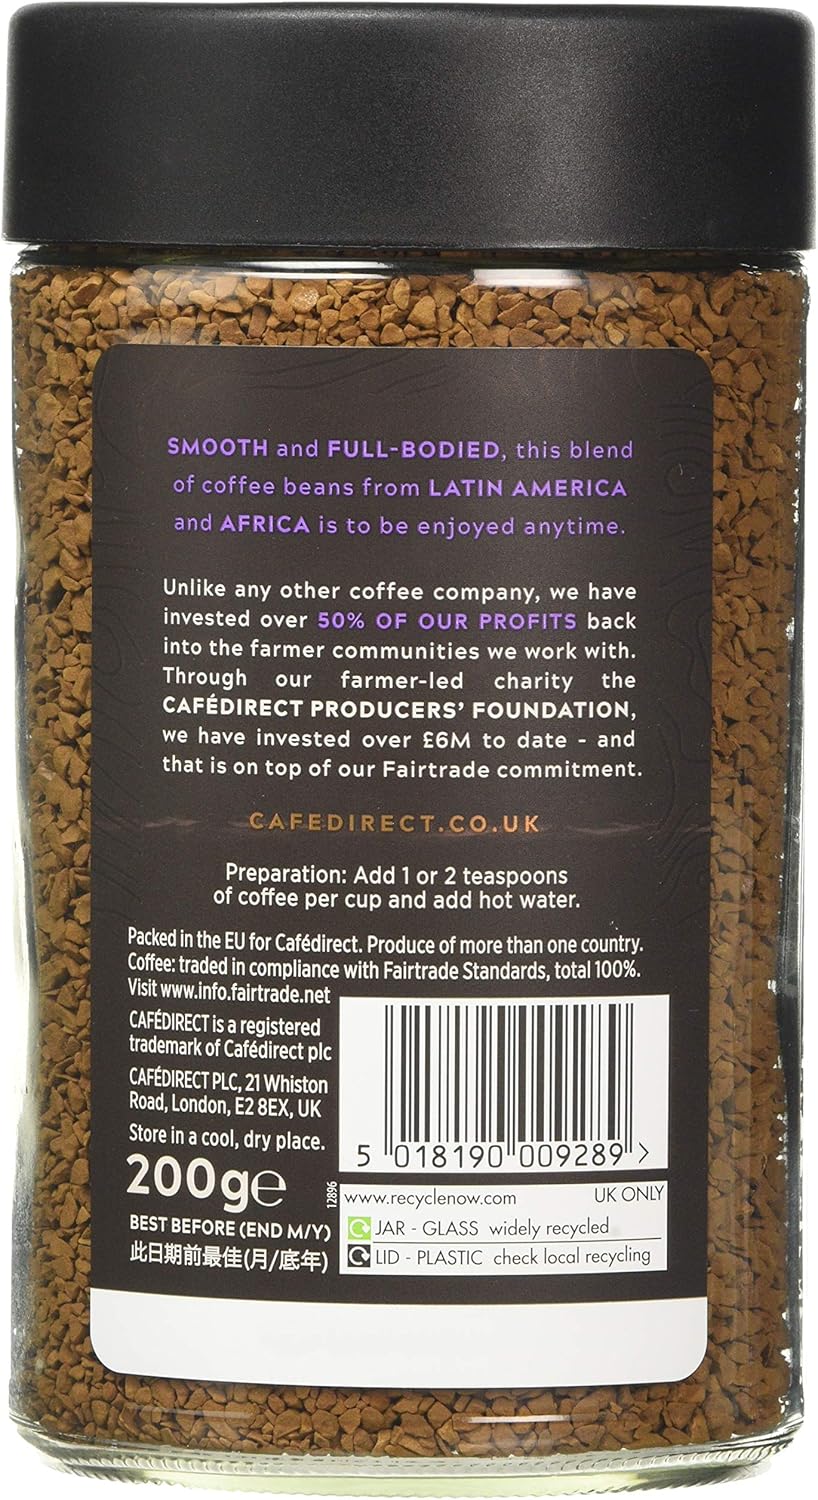 SMOOTH and FULL-BODIED, this blend
of coffee beans from LATIN AMERICA
and AFRICA is to be enjoyed anytime.
Unlike any other coffee company, we have
invested over 50% OF OUR PROFITS back
into the farmer communities we work with.
Through our farmer-led charity the
CAFÉDIRECT PRODUCERS’ FOUNDATION,
we have invested over £6M to date - and
that is on top of our Fairtrade commitment.
CAFEDIRECT.CO.UK
Preparation: Add 1 or 2 teaspoons
of coffee per cup and add hot water.
Packed in the EU for Cafédirect. Produce of more than one country.
Coffee: traded in compliance with Fairtrade Standards, total 100%.
Visit www.info.fairtrade.net
CAFÉDIRECT is a registered
trademark of Cafédirect plc
CAFÉDIRECT PLC, 21 Whiston
Road, London, E2 8EX, UK
Store in a cool, dry place.
200g℮
12896
BEST BEFORE (END M/Y)
此日期前最佳(月/底年)
5 018190 009289 >
www.recyclenow.com UK ONLY
JAR - GLASS widely recycled
LID - PLASTIC check local recycling